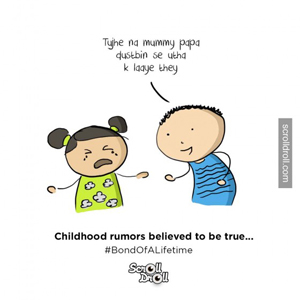 Tujhe na mummy papa
dustbin se utha
k laaye they
scrolldroll.com
Childhood rumors believed to be true...
#BondOfALifetime
Scroll
Droll